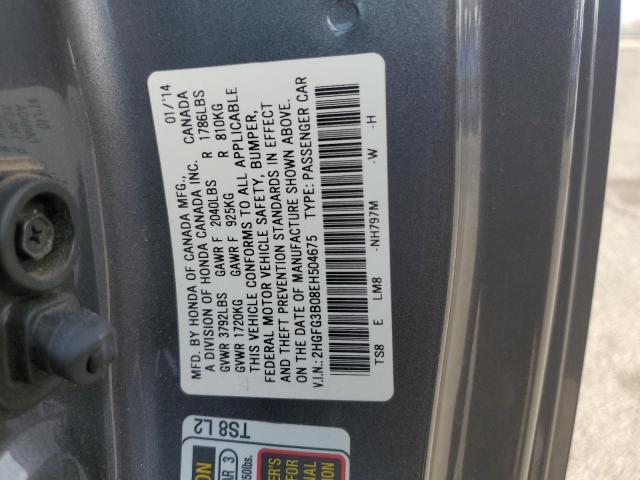 MFD. BY HONDA OF CANADA MFG., 01/'14
A DIVISION OF HONDA CANADA INC. CANADA
GVWR 3792LBS GAWR F 2040LBS R 1786LBS
GVWR 1720KG GAWR F 925KG R 810KG
THIS VEHICLE CONFORMS TO ALL APPLICABLE
FEDERAL MOTOR VEHICLE SAFETY, BUMPER,
AND THEFT PREVENTION STANDARDS IN EFFECT
ON THE DATE OF MANUFACTURE SHOWN ABOVE.
V.I.N.: 2HGFG3B08EH504675 TYPE: PASSENGER CAR
TS8 E LM8 -NH797M -W -H
TS8 L2